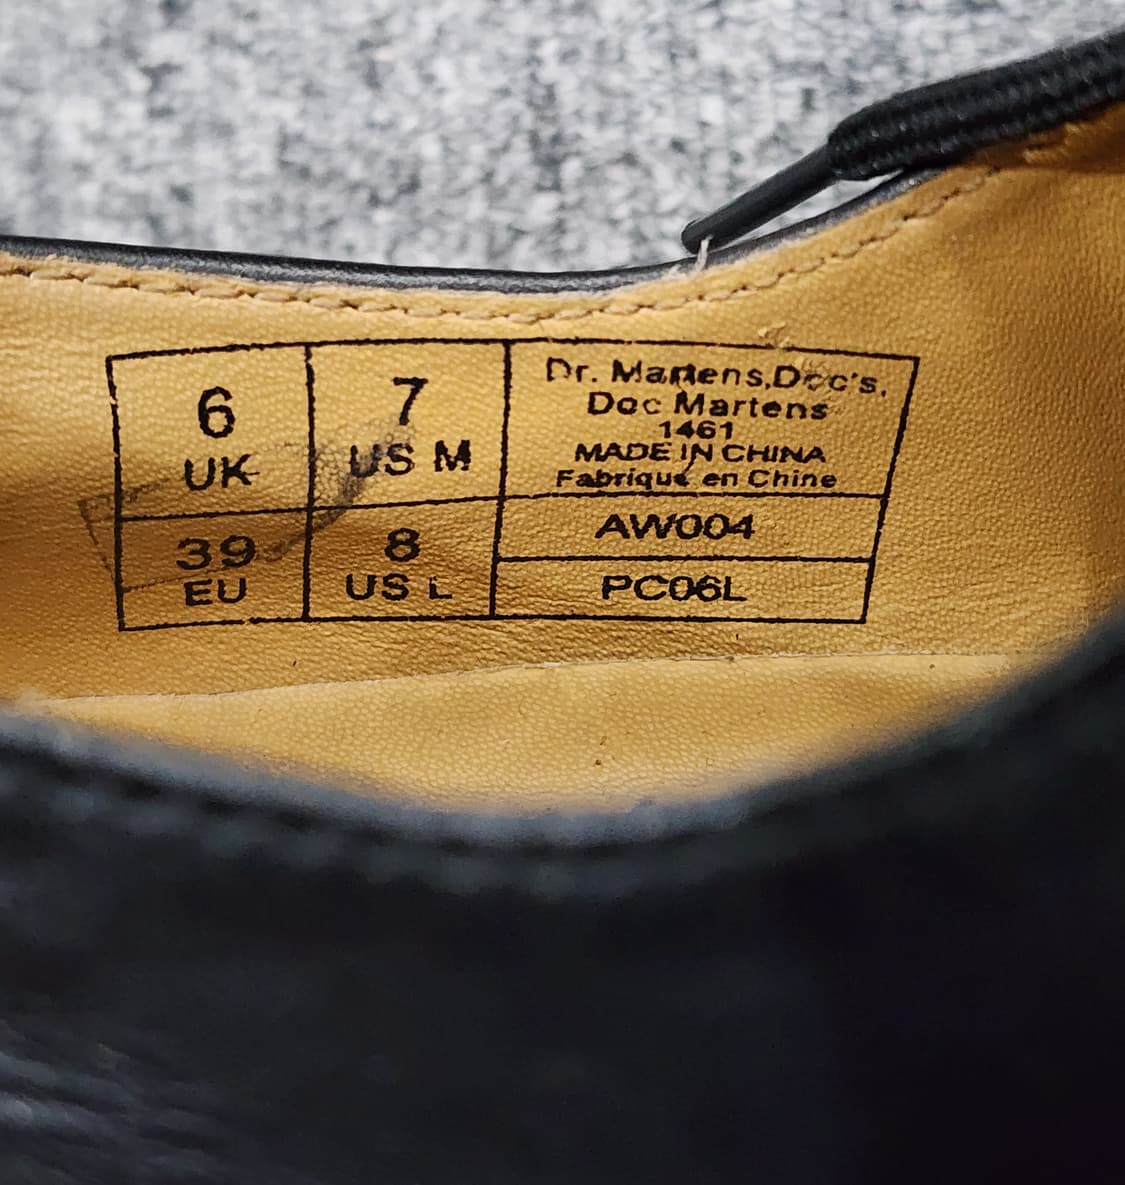 6
UK
7
US M
39
EU
8
US L
Dr. Martens,Doc's.
Doc Martens
1461
MADE IN CHINA
Fabriqué en Chine
AW004
PC06L